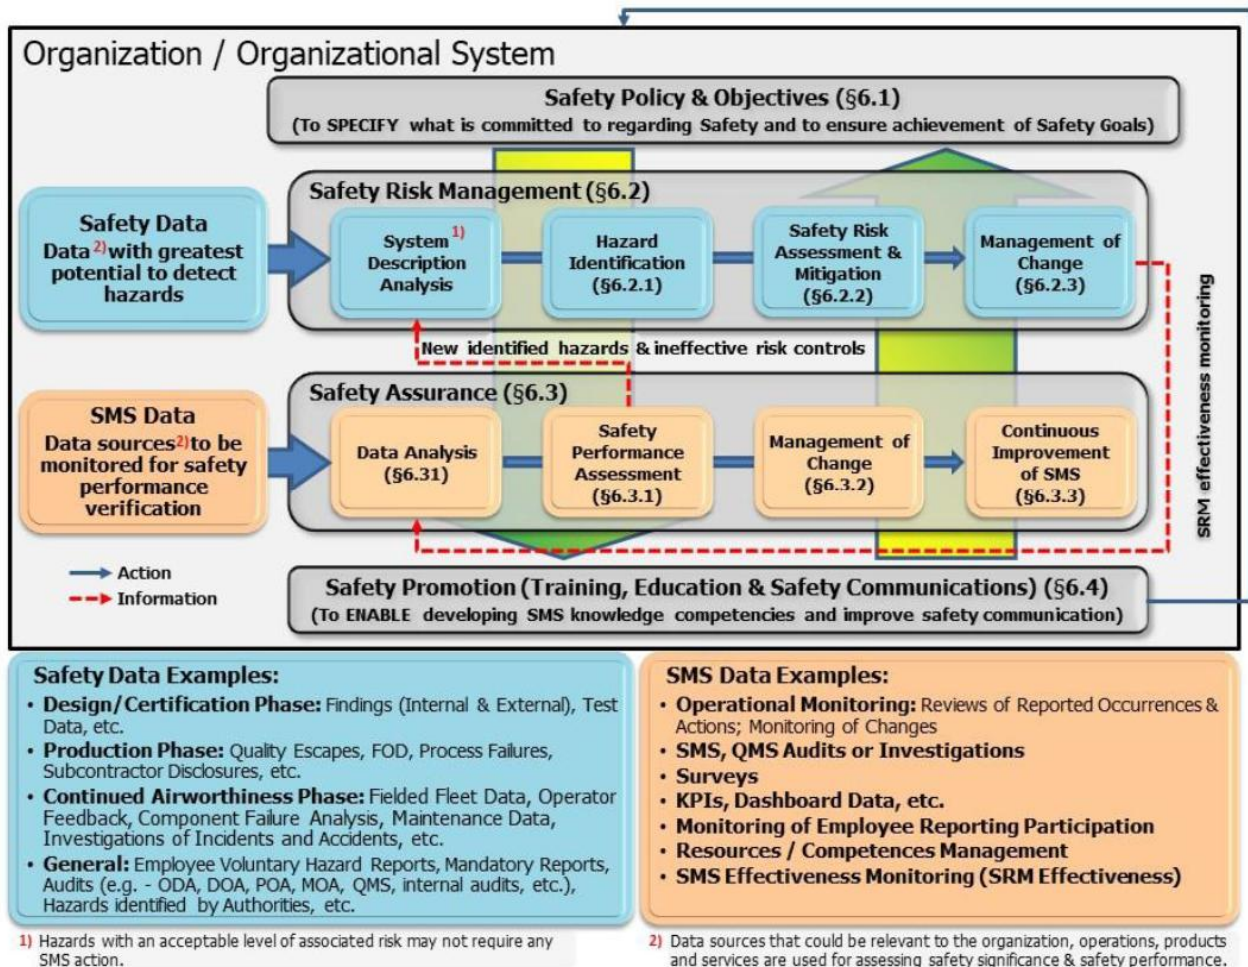 Organization / Organizational System
Safety Policy & Objectives (§6.1)
(To SPECIFY what is committed to regarding Safety and to ensure achievement of Safety Goals)
Safety Data
Data 2) with greatest
potential to detect
hazards
Safety Risk Management (§6.2)
System 1)
Description
Analysis
Hazard
Identification
(§6.2.1)
Safety Risk
Assessment &
Mitigation
(§6.2.2)
Management of
Change
(§6.2.3)
New identified hazards & ineffective risk controls
SRM effectiveness monitoring
SMS Data
Data sources2) to be
monitored for safety
performance
verification
Safety Assurance (§6.3)
Data Analysis
(§6.31)
Safety
Performance
Assessment
(§6.3.1)
Management of
Change
(§6.3.2)
Continuous
Improvement
of SMS
(§6.3.3)
Action
Information
Safety Promotion (Training, Education & Safety Communications) (§6.4)
(To ENABLE developing SMS knowledge competencies and improve safety communication)
Safety Data Examples:
• Design/Certification Phase: Findings (Internal & External), Test
Data, etc.
• Production Phase: Quality Escapes, FOD, Process Failures,
Subcontractor Disclosures, etc.
• Continued Airworthiness Phase: Fielded Fleet Data, Operator
Feedback, Component Failure Analysis, Maintenance Data,
Investigations of Incidents and Accidents, etc.
• General: Employee Voluntary Hazard Reports, Mandatory Reports,
Audits (e.g. - ODA, DOA, POA, MOA, QMS, internal audits, etc.),
Hazards identified by Authorities, etc.
SMS Data Examples:
• Operational Monitoring: Reviews of Reported Occurrences &
Actions; Monitoring of Changes
• SMS, QMS Audits or Investigations
• Surveys
• KPIs, Dashboard Data, etc.
• Monitoring of Employee Reporting Participation
• Resources / Competences Management
• SMS Effectiveness Monitoring (SRM Effectiveness)
1) Hazards with an acceptable level of associated risk may not require any
SMS action.
2) Data sources that could be relevant to the organization, operations, products
and services are used for assessing safety significance & safety performance.